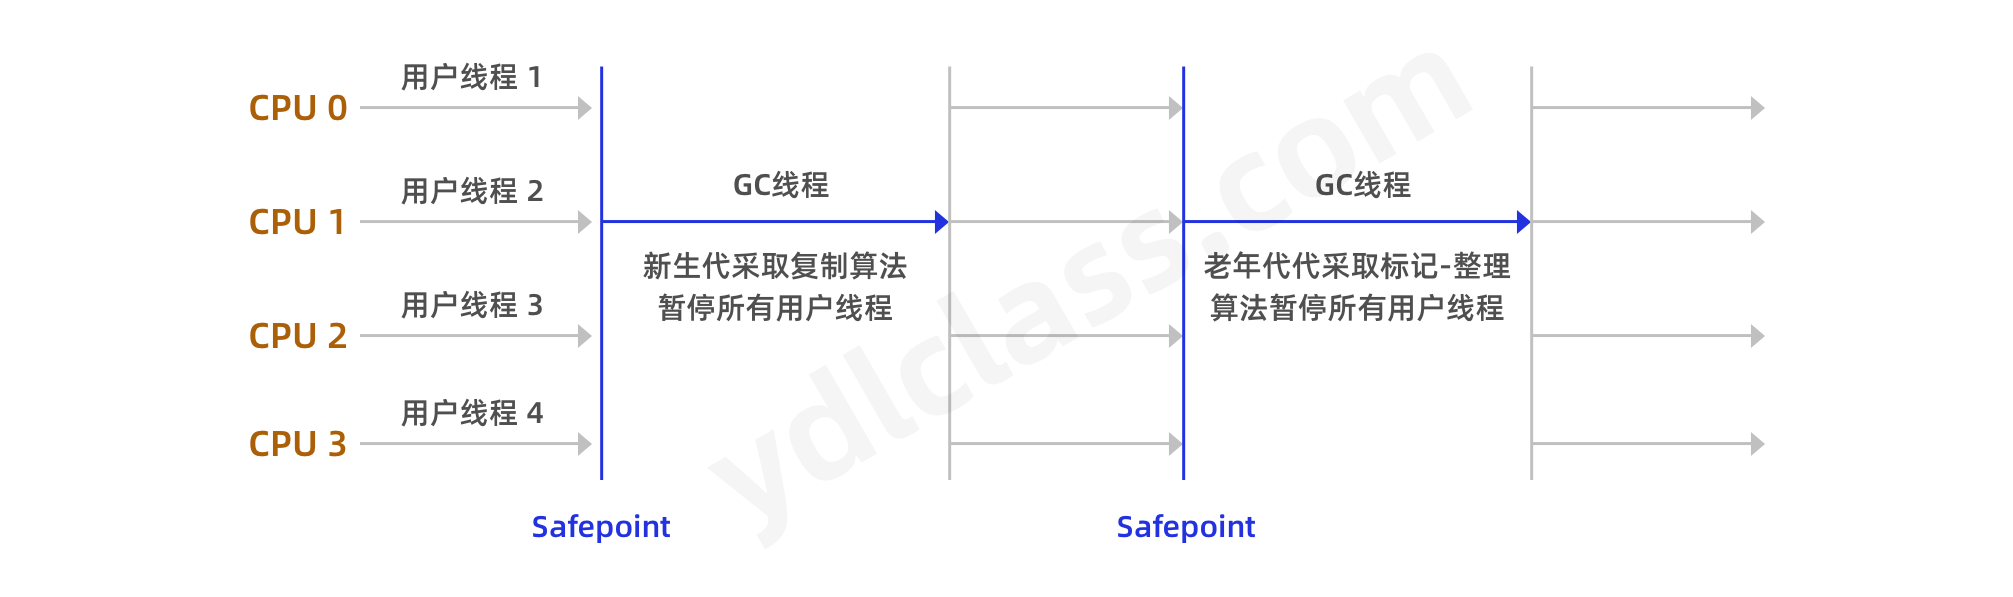 用户线程 1
CPU 0
用户线程 2
CPU 1
用户线程 3
CPU 2
用户线程 4
CPU 3
GC线程
新生代采取复制算法
暂停所有用户线程
GC线程
老年代代采取标记-整理
算法暂停所有用户线程
Safepoint
Safepoint
ydlclass.com